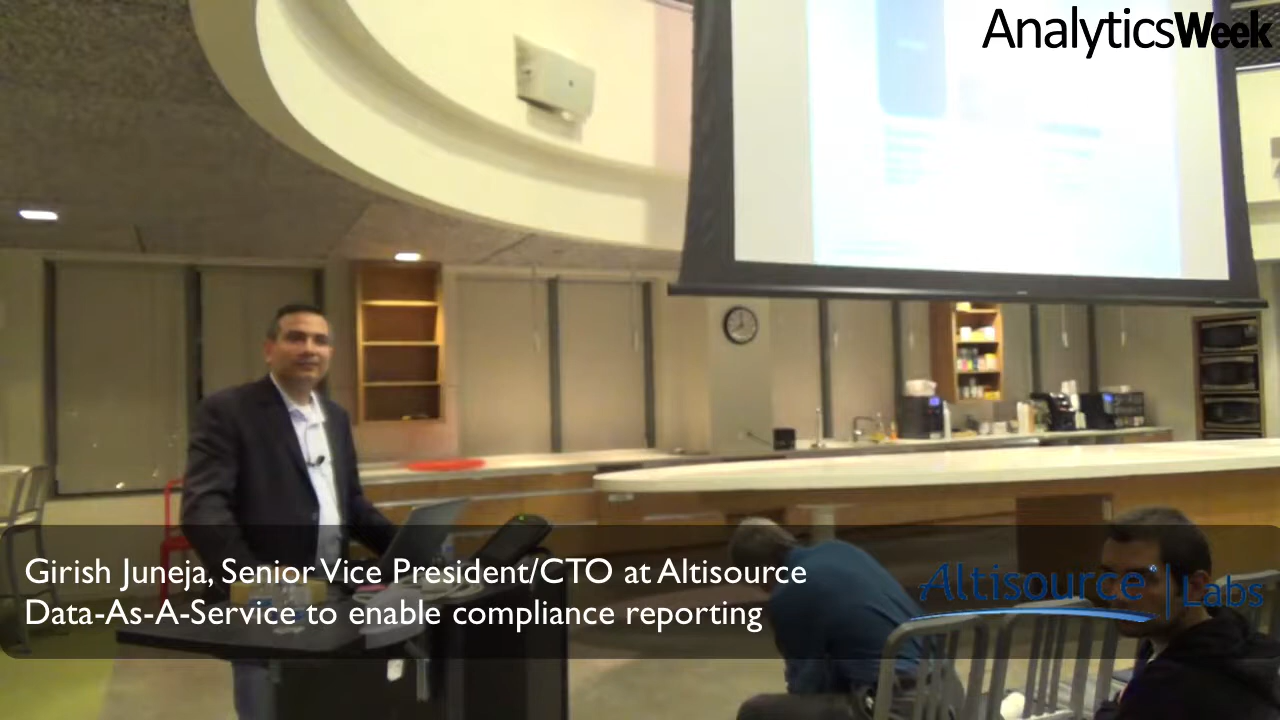 AnalyticsWeek
Girish Juneja, Senior Vice President/CTO at Altisource
Data-As-A-Service to enable compliance reporting
Altisource | Labs